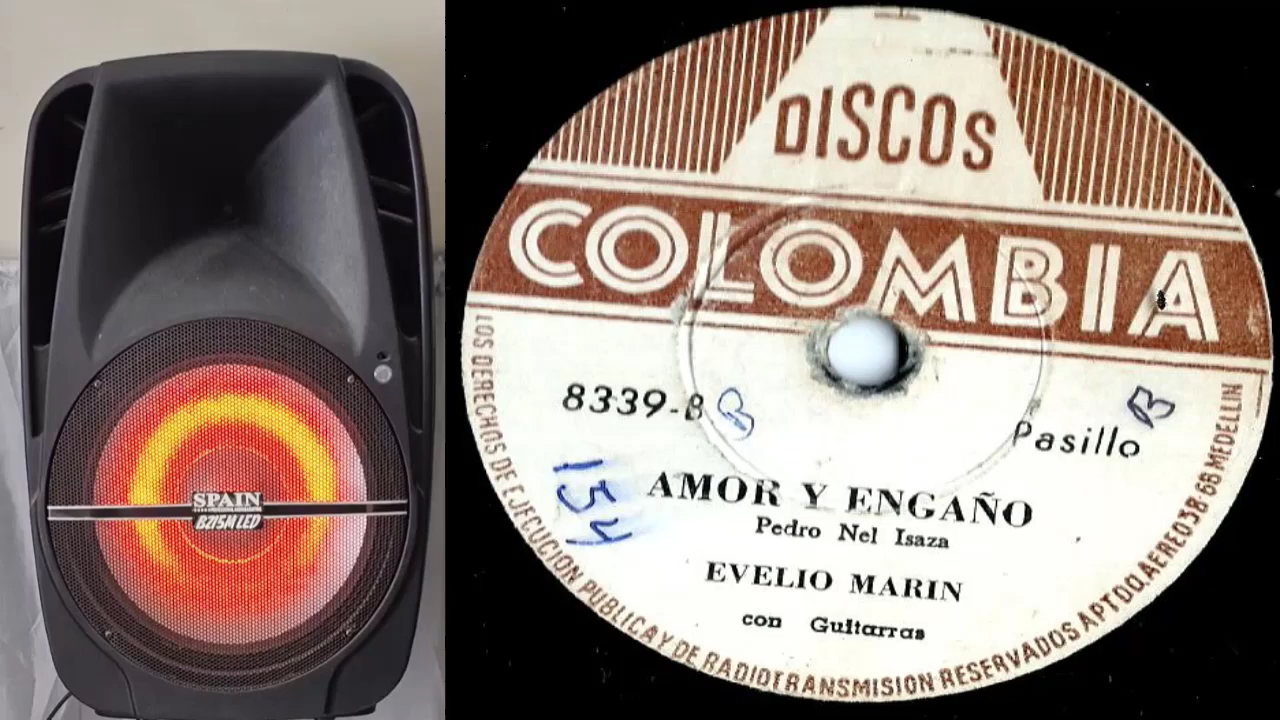 SPAIN
B215M LED
DISCOS
COLOMBIA
8339-B B
B
Pasillo
154
AMOR Y ENGAÑO
Pedro Nel Isaza
EVELIO MARIN
con Guitarras
LOS DERECHOS DE EJECUCION PUBLICA Y DE RADIOTRANSMISION RESERVADOS APTDO. AEREO 38-66 MEDELLIN